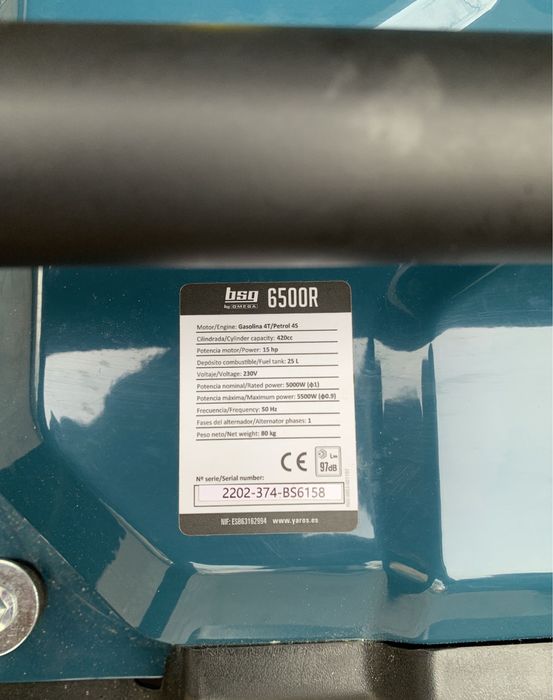 bsg 6500R
by OMEGA
Motor/Engine: Gasolina 4T/Petrol 4S
Cilindrada/Cylinder capacity: 420cc
Potencia motor/Power: 15 hp
Depósito combustible/Fuel tank: 25 L
Voltaje/Voltage: 230V
Potencia nominal/Rated power: 5000W (ϕ1)
Potencia máxima/Maximum power: 5500W (ϕ0.9)
Frecuencia/Frequency: 50 Hz
Fases del alternador/Alternator phases: 1
Peso neto/Net weight: 80 kg
CE
97dB
Nº serie/Serial number:
2202-374-BS6158
NIF: ESB63162994 www.yaros.es